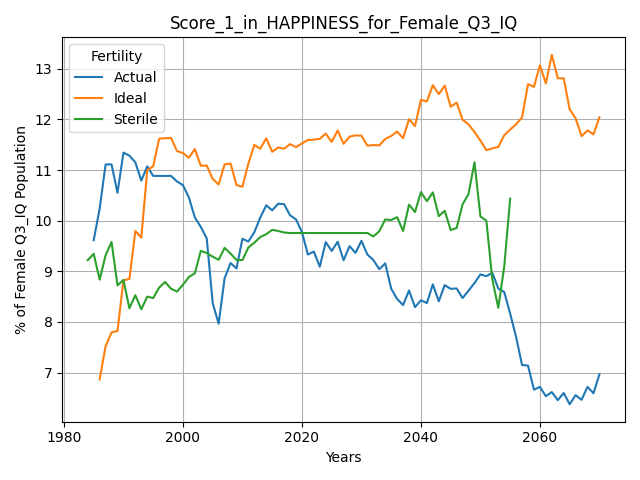 Score_1_in_HAPPINESS_for_Female_Q3_IQ
Fertility
Actual
Ideal
Sterile
% of Female Q3_IQ Population
13
12
11
10
9
8
7
1980
2000
2020
2040
2060
Years